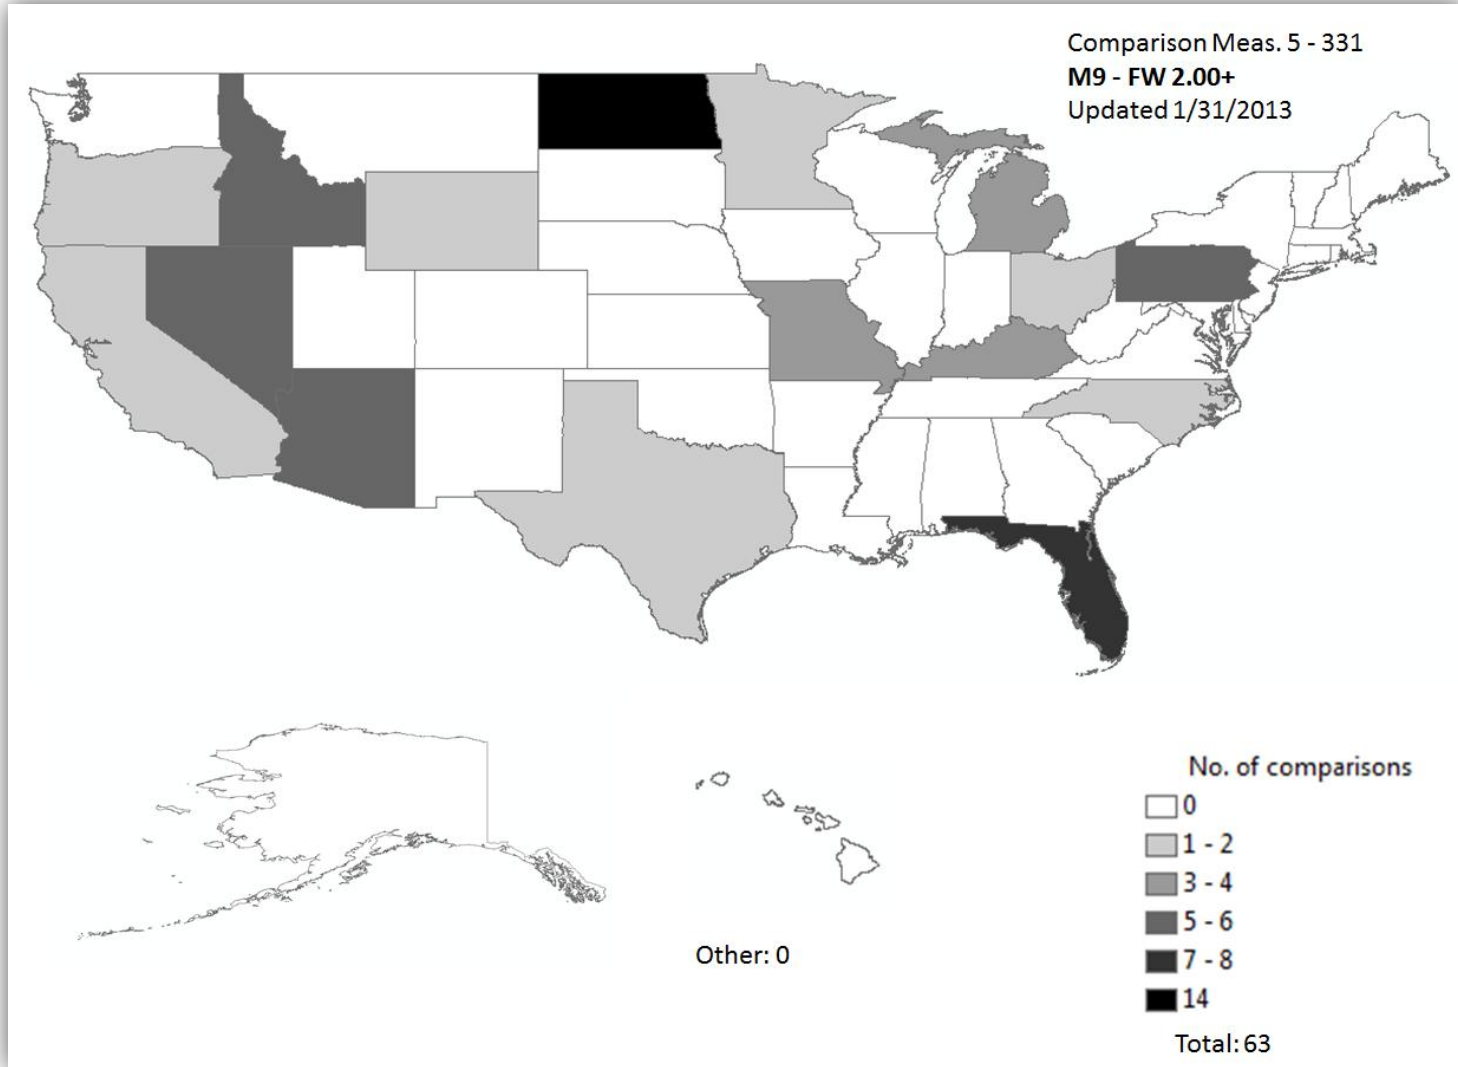 Comparison Meas. 5 - 331
M9 - FW 2.00+
Updated 1/31/2013
No. of comparisons
0
1 - 2
3 - 4
5 - 6
7 - 8
14
Other: 0
Total: 63